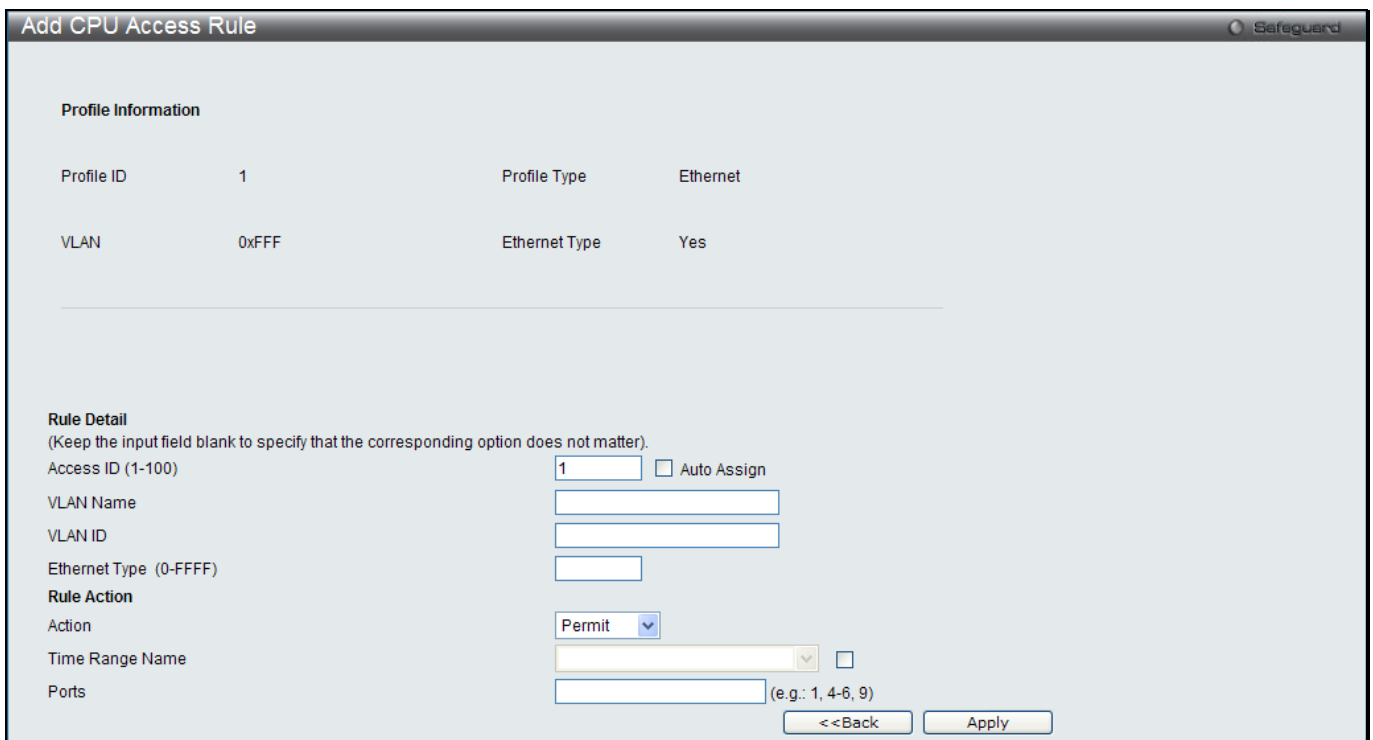 Add CPU Access Rule Safeguard
Profile Information
Profile ID 1 Profile Type Ethernet
VLAN 0xFFF Ethernet Type Yes
Rule Detail
(Keep the input field blank to specify that the corresponding option does not matter).
Access ID (1-100) 1 Auto Assign
VLAN Name
VLAN ID
Ethernet Type (0-FFFF)
Rule Action
Action Permit
Time Range Name
Ports (e.g.: 1, 4-6, 9)
<<Back Apply